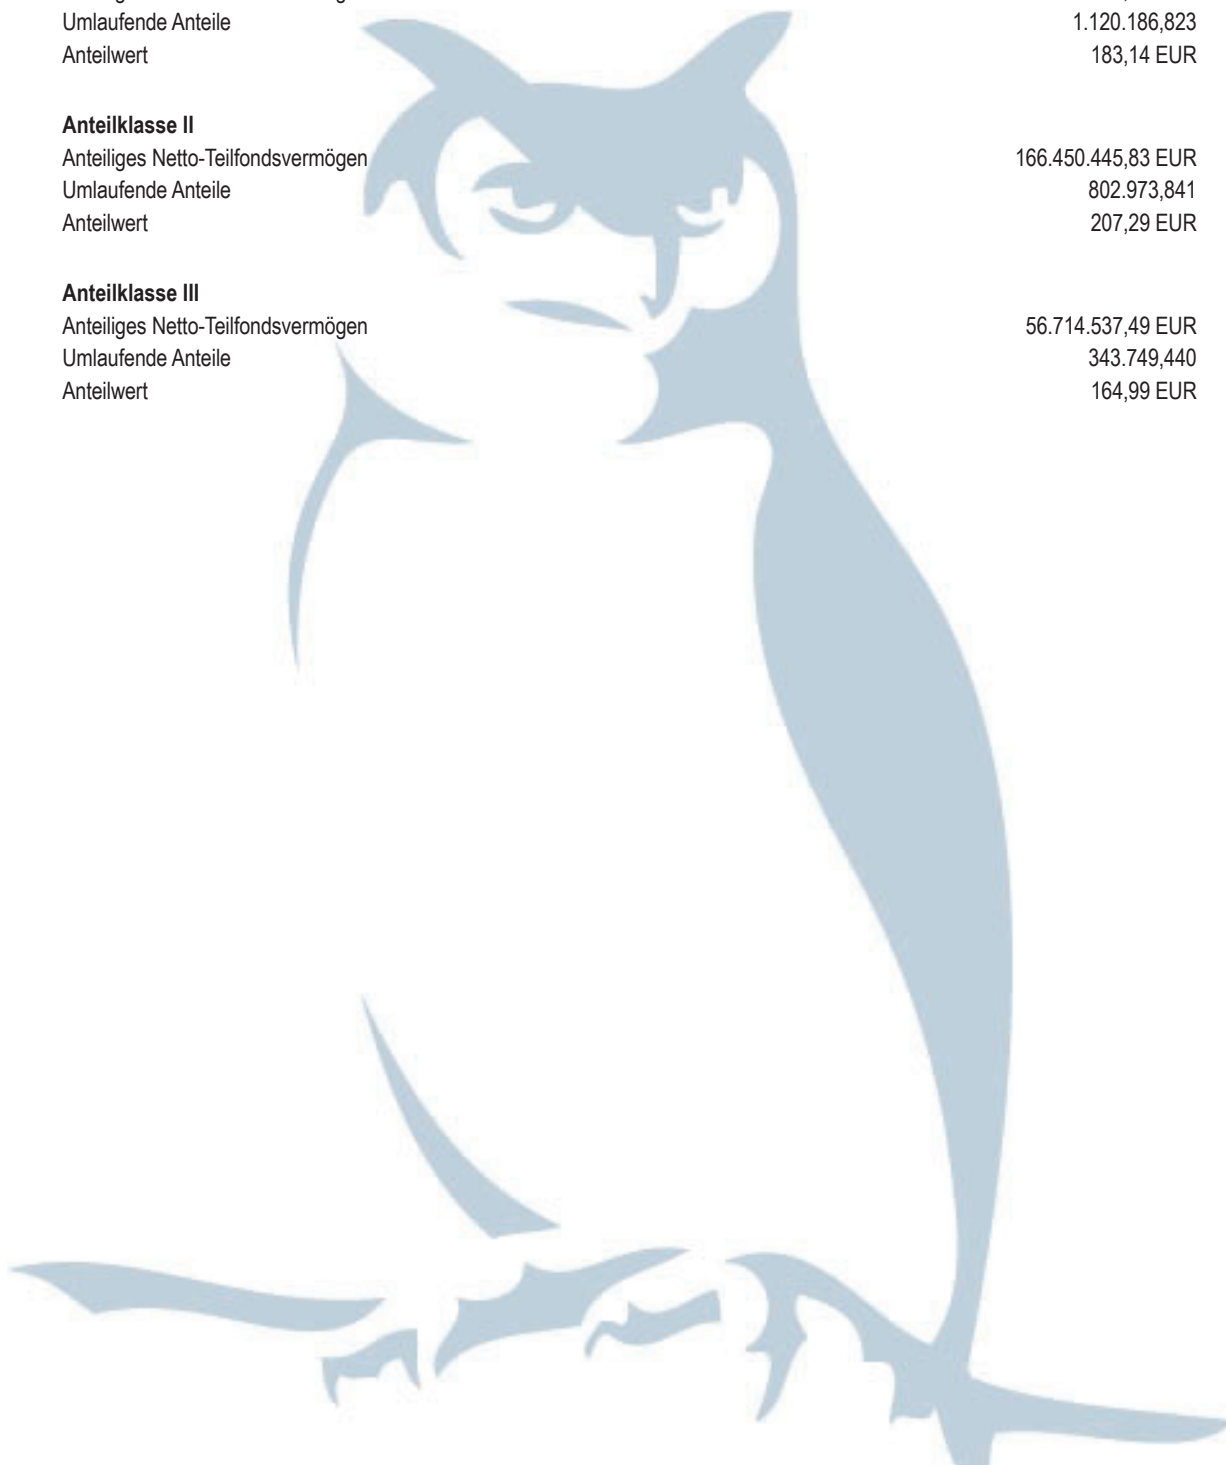 Umlaufende Anteile 1.120.186,823
Anteilwert 183,14 EUR
Anteilklasse II
Anteiliges Netto-Teilfondsvermögen 166.450.445,83 EUR
Umlaufende Anteile 802.973,841
Anteilwert 207,29 EUR
Anteilklasse III
Anteiliges Netto-Teilfondsvermögen 56.714.537,49 EUR
Umlaufende Anteile 343.749,440
Anteilwert 164,99 EUR